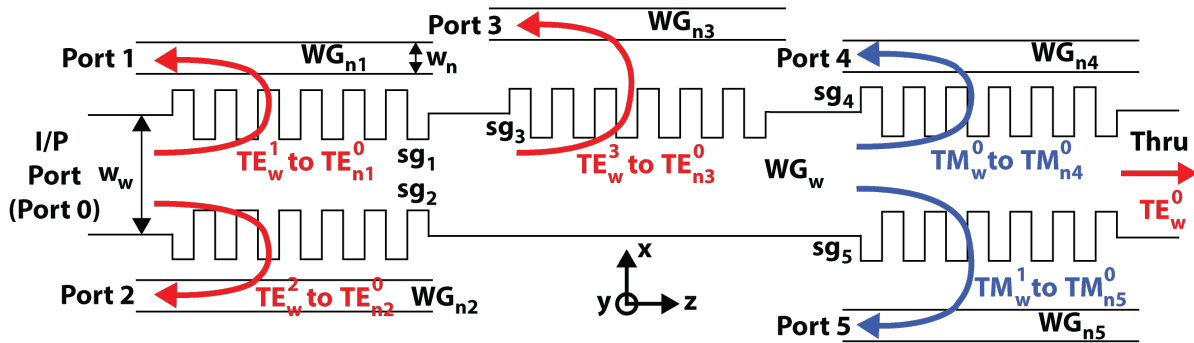 Port 1
WG_n1
w_n
Port 3
WG_n3
Port 4
WG_n4
I/P
Port
(Port 0)
w_w
TE_w^1 to TE_n1^0
sg_1
sg_2
sg_3
TE_w^3 to TE_n3^0
WG_w
sg_4
TM_w^0 to TM_n4^0
Thru
TE_w^0
Port 2
TE_w^2 to TE_n2^0
WG_n2
x
y
z
sg_5
TM_w^1 to TM_n5^0
Port 5
WG_n5